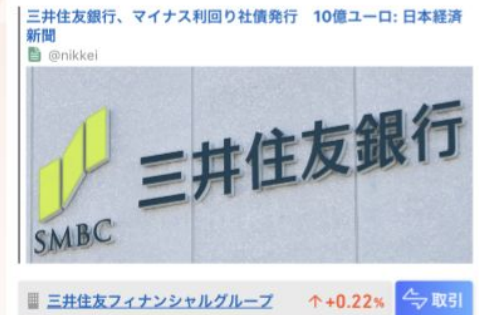 三井住友銀行、マイナス利回り社債発行　10億ユーロ: 日本経済
新聞
@nikkei
三井住友銀行
SMBC
三井住友フィナンシャルグループ ↑+0.22% 取引